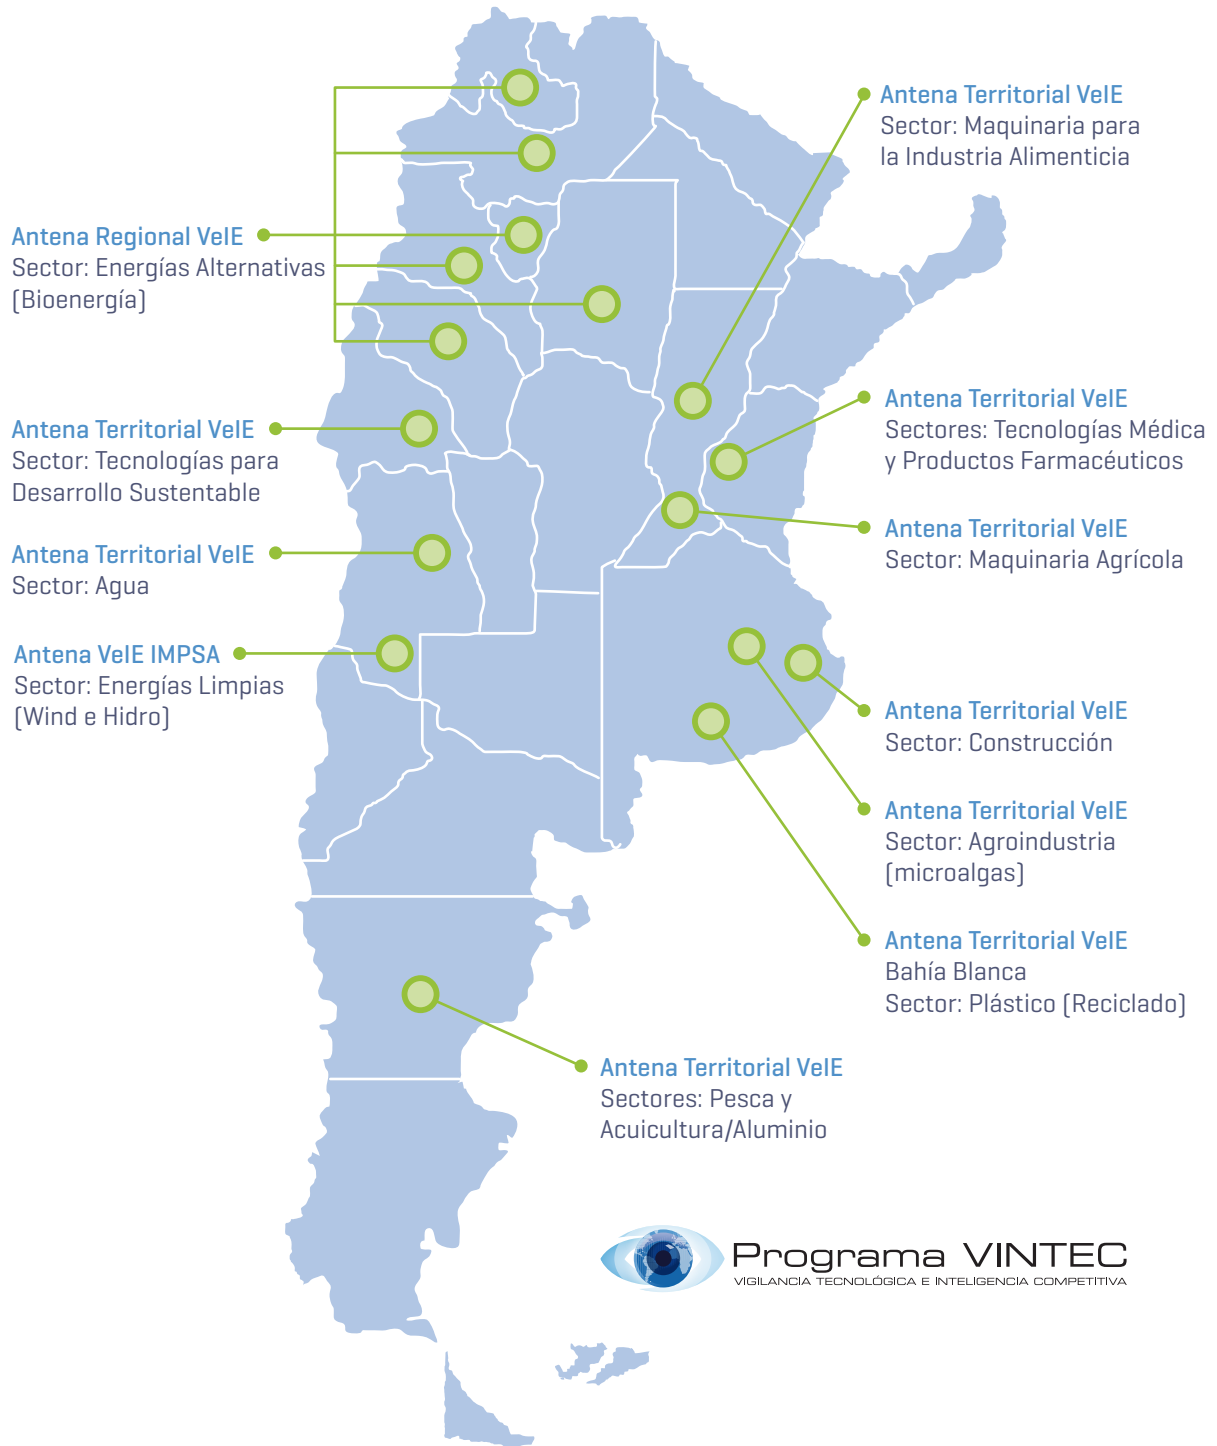 Antena Regional VeIE
Sector: Energías Alternativas
(Bioenergía)
Antena Territorial VeIE
Sector: Tecnologías para
Desarrollo Sustentable
Antena Territorial VeIE
Sector: Agua
Antena VeIE IMPSA
Sector: Energías Limpias
(Wind e Hidro)
Antena Territorial VeIE
Sector: Maquinaria para
la Industria Alimenticia
Antena Territorial VeIE
Sectores: Tecnologías Médica
y Productos Farmacéuticos
Antena Territorial VeIE
Sector: Maquinaria Agrícola
Antena Territorial VeIE
Sector: Construcción
Antena Territorial VeIE
Sector: Agroindustria
(microalgas)
Antena Territorial VeIE
Bahía Blanca
Sector: Plástico (Reciclado)
Antena Territorial VeIE
Sectores: Pesca y
Acuicultura/Aluminio
Programa VINTEC
VIGILANCIA TECNOLÓGICA E INTELIGENCIA COMPETITIVA